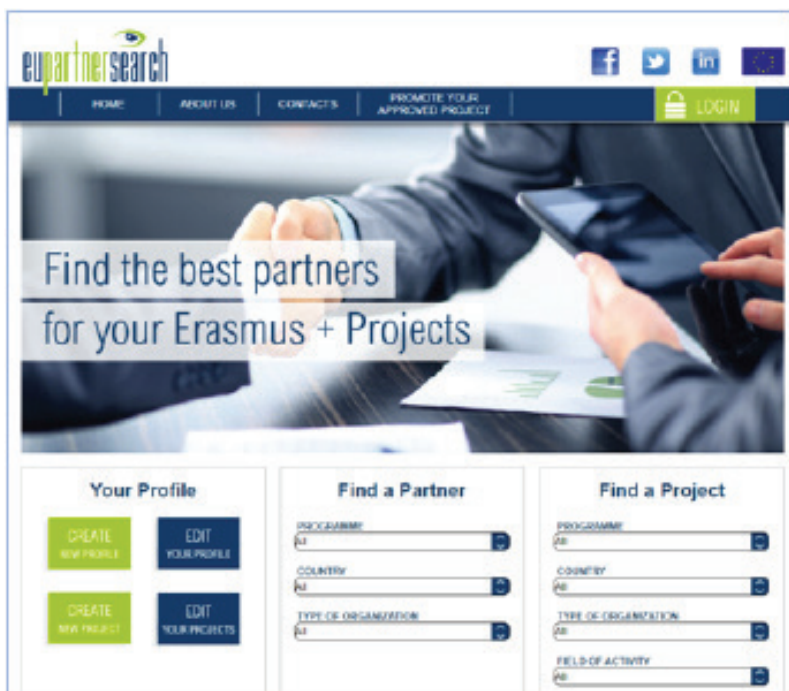 eupartnersearch
f in
HOME ABOUT US CONTACTS PROMOTE YOUR APPROVED PROJECT LOGIN
Find the best partners
for your Erasmus + Projects
Your Profile
CREATE NEW PROFILE
EDIT YOUR PROFILE
CREATE NEW PROJECT
EDIT YOUR PROJECTS
Find a Partner
PROGRAMME
All
COUNTRY
All
TYPE OF ORGANIZATION
All
Find a Project
PROGRAMME
All
COUNTRY
All
TYPE OF ORGANIZATION
All
FIELD OF ACTIVITY
All